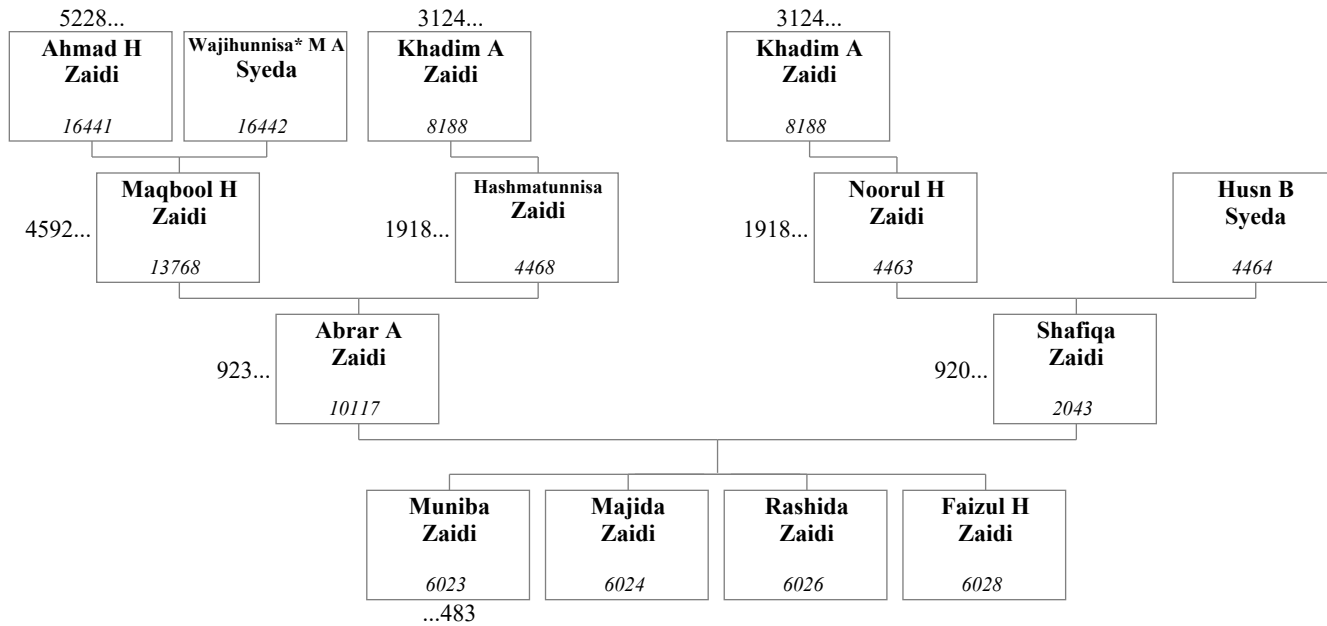 5228...
3124...
3124...
Ahmad H
Zaidi
16441
Wajihunnisa* M A
Syeda
16442
Khadim A
Zaidi
8188
Khadim A
Zaidi
8188
4592...
Maqbool H
Zaidi
13768
1918...
Hashmatunnisa
Zaidi
4468
1918...
Noorul H
Zaidi
4463
Husn B
Syeda
4464
923...
Abrar A
Zaidi
10117
920...
Shafiqa
Zaidi
2043
Muniba
Zaidi
6023
Majida
Zaidi
6024
Rashida
Zaidi
6026
Faizul H
Zaidi
6028
...483